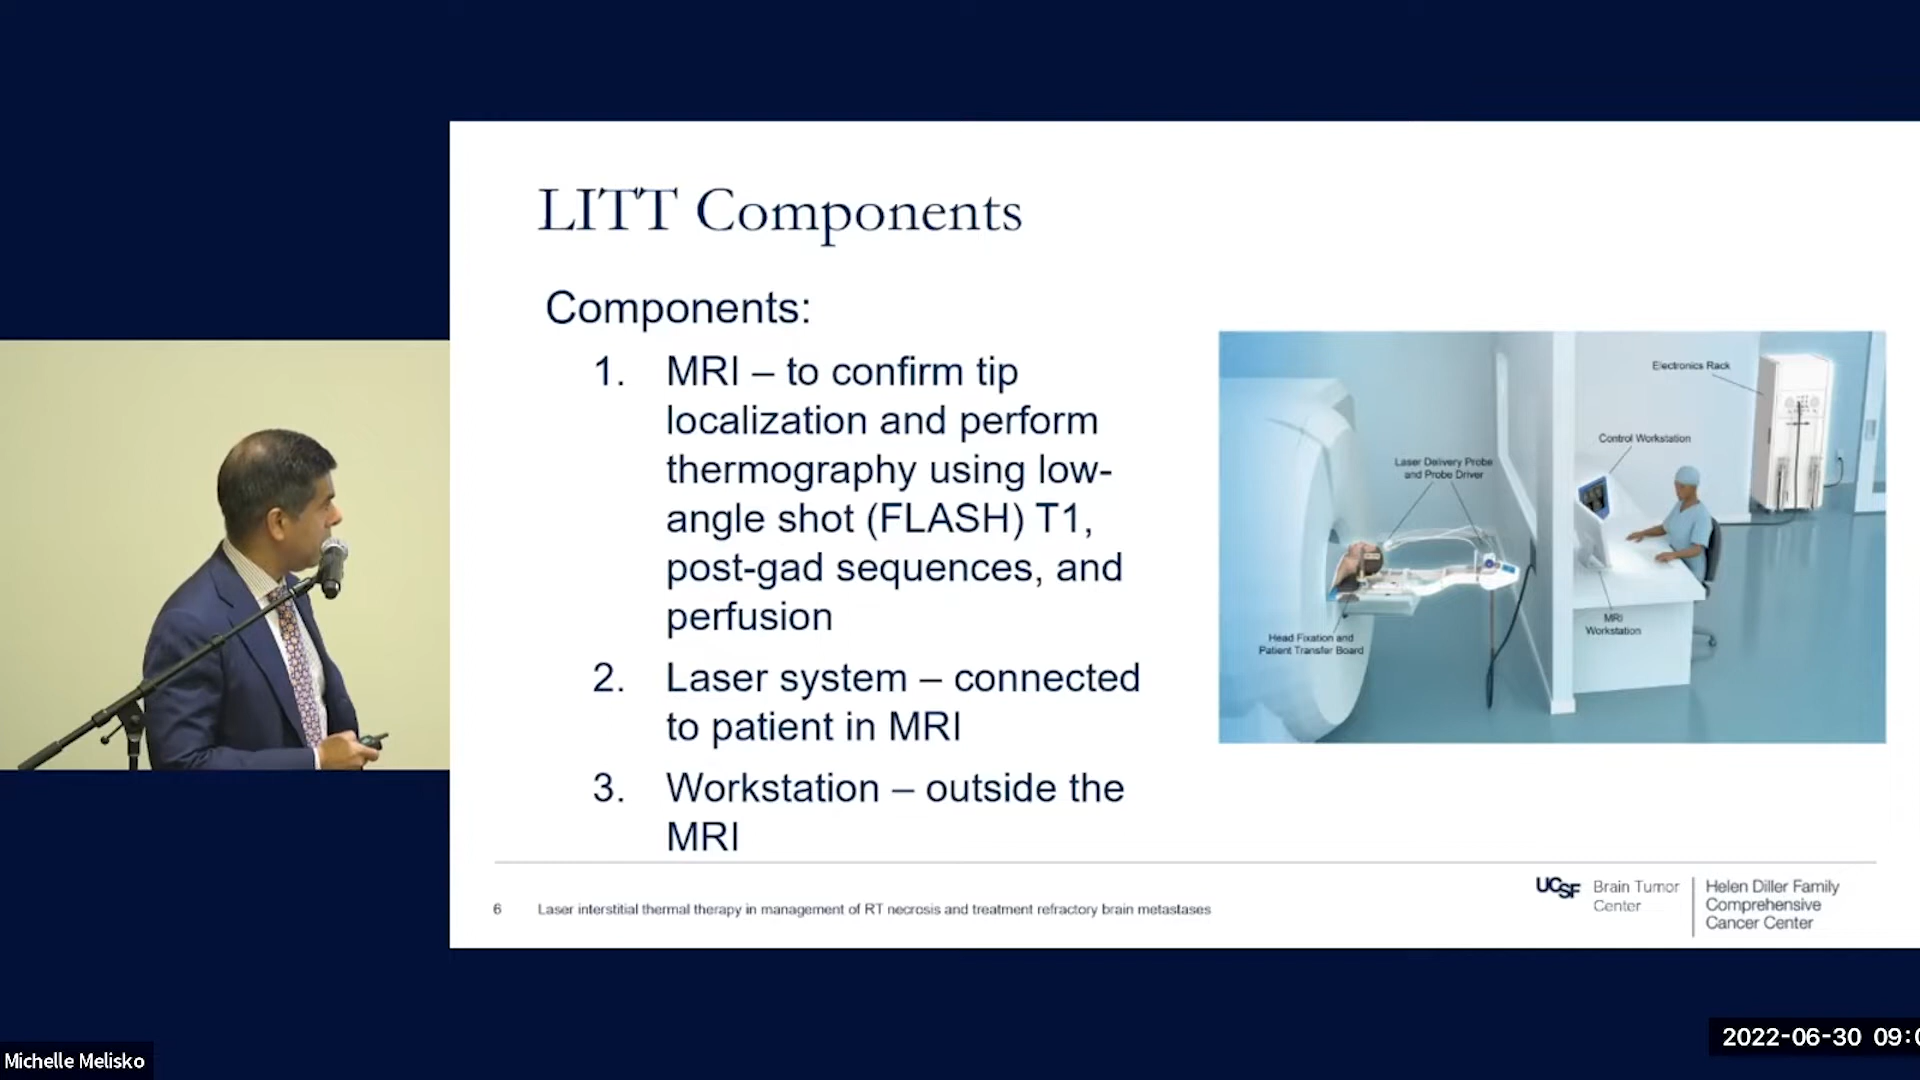 LITT Components
Components:
1. MRI – to confirm tip
localization and perform
thermography using low-
angle shot (FLASH) T1,
post-gad sequences, and
perfusion
2. Laser system – connected
to patient in MRI
3. Workstation – outside the
MRI
Electronics Rack
Control Workstation
Laser Delivery Probe
and Probe Driver
MRI
Workstation
Head Fixation and
Patient Transfer Board
6 Laser interstitial thermal therapy in management of RT necrosis and treatment refractory brain metastases
UCSF
Brain Tumor
Center
Helen Diller Family
Comprehensive
Cancer Center
Michelle Melisko
2022-06-30 09:0